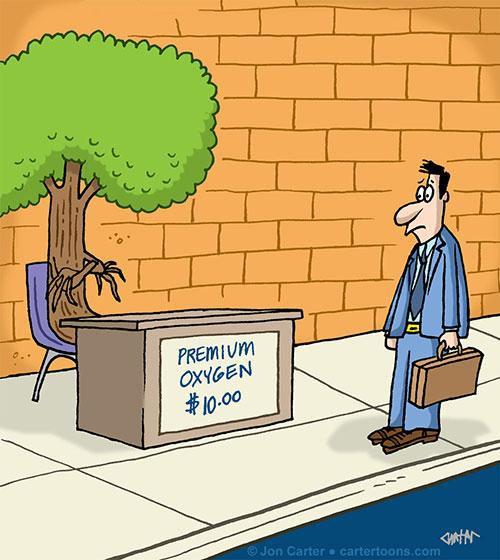 PREMIUM
OXYGEN
$10.00
© Jon Carter • cartertoons.com